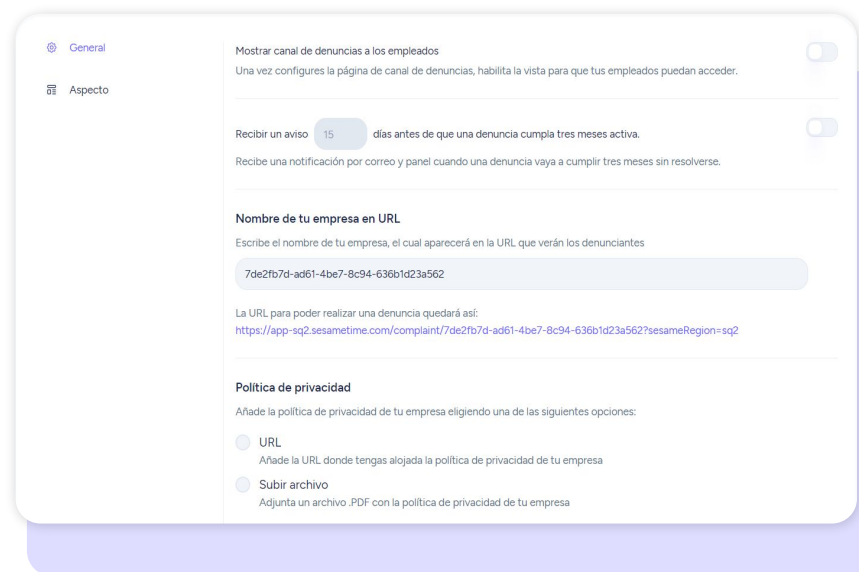 General
Aspecto
Mostrar canal de denuncias a los empleados
Una vez configures la página de canal de denuncias, habilita la vista para que tus empleados puedan acceder.
Recibir un aviso 15 días antes de que una denuncia cumpla tres meses activa.
Recibe una notificación por correo y panel cuando una denuncia vaya a cumplir tres meses sin resolverse.
Nombre de tu empresa en URL
Escribe el nombre de tu empresa, el cual aparecerá en la URL que verán los denunciantes
7de2fb7d-ad61-4be7-8c94-636b1d23a562
La URL para poder realizar una denuncia quedará así:
https://app-sq2.sesametime.com/complaint/7de2fb7d-ad61-4be7-8c94-636b1d23a562?sesameRegion=sq2
Política de privacidad
Añade la política de privacidad de tu empresa eligiendo una de las siguientes opciones:
URL
Añade la URL donde tengas alojada la política de privacidad de tu empresa
Subir archivo
Adjunta un archivo .PDF con la política de privacidad de tu empresa